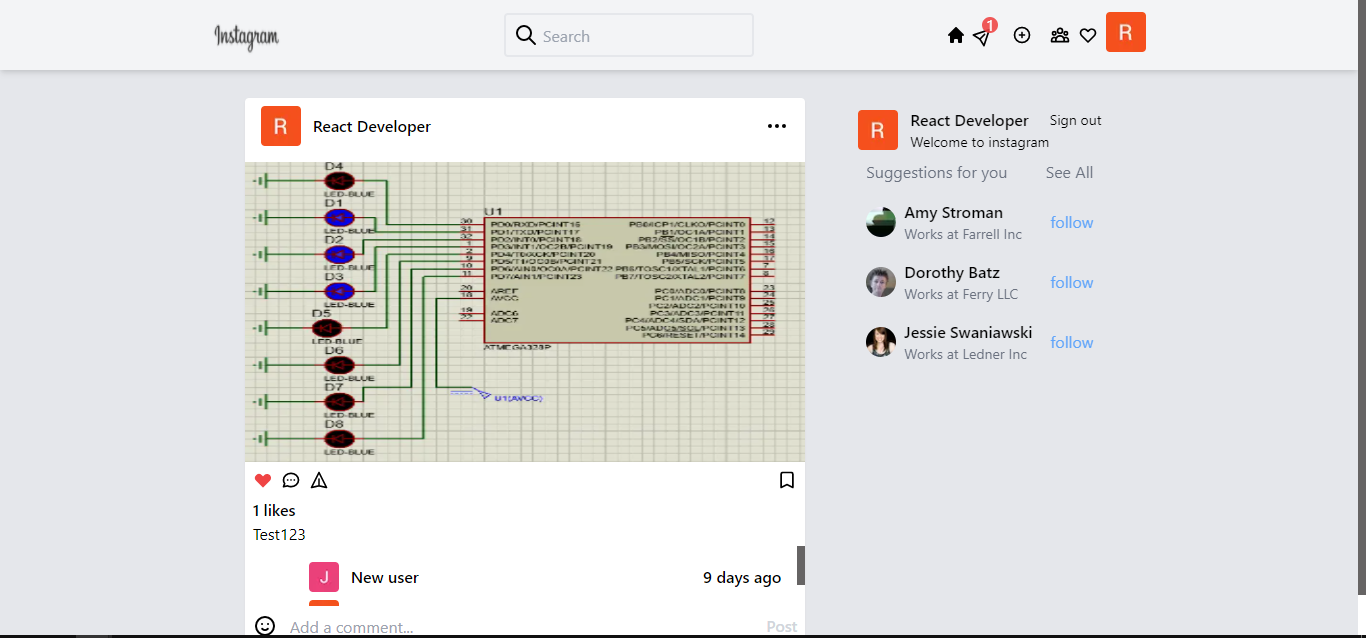 Instagram
Search
1
R
R React Developer
D4
LED-BLUE
D1
LED-BLUE
D2
LED-BLUE
D3
LED-BLUE
D5
LED-BLUE
D6
LED-BLUE
D7
LED-BLUE
D8
LED-BLUE
U1
30 PD0/RXD/PCINT16
31 PD1/TXD/PCINT17
32 PD2/INT0/PCINT18
1 PD3/INT1/OC2B/PCINT19
2 PD4/T0/XCK/PCINT20
9 PD5/T1/OC0B/PCINT21
10 PD6/AIN0/OC0A/PCINT22
11 PD7/AIN1/PCINT23
20 AREF
18 AVCC
19 ADC6
22 ADC7
PB0/ICP1/CLKO/PCINT0 12
PB1/OC1A/PCINT1 13
PB2/SS/OC1B/PCINT2 14
PB3/MOSI/OC2A/PCINT3 15
PB4/MISO/PCINT4 16
PB5/SCK/PCINT5 17
PB6/TOSC1/XTAL1/PCINT6 7
PB7/TOSC2/XTAL2/PCINT7 8
PC0/ADC0/PCINT8 23
PC1/ADC1/PCINT9 24
PC2/ADC2/PCINT10 25
PC3/ADC3/PCINT11 26
PC4/ADC4/SDA/PCINT12 27
PC5/ADC5/SCL/PCINT13 28
PC6/RESET/PCINT14 29
ATMEGA328P
U1(AVCC)
1 likes
Test123
J New user 9 days ago
Add a comment... Post
R React Developer Sign out
Welcome to instagram
Suggestions for you See All
Amy Stroman
Works at Farrell Inc
follow
Dorothy Batz
Works at Ferry LLC
follow
Jessie Swaniawski
Works at Ledner Inc
follow